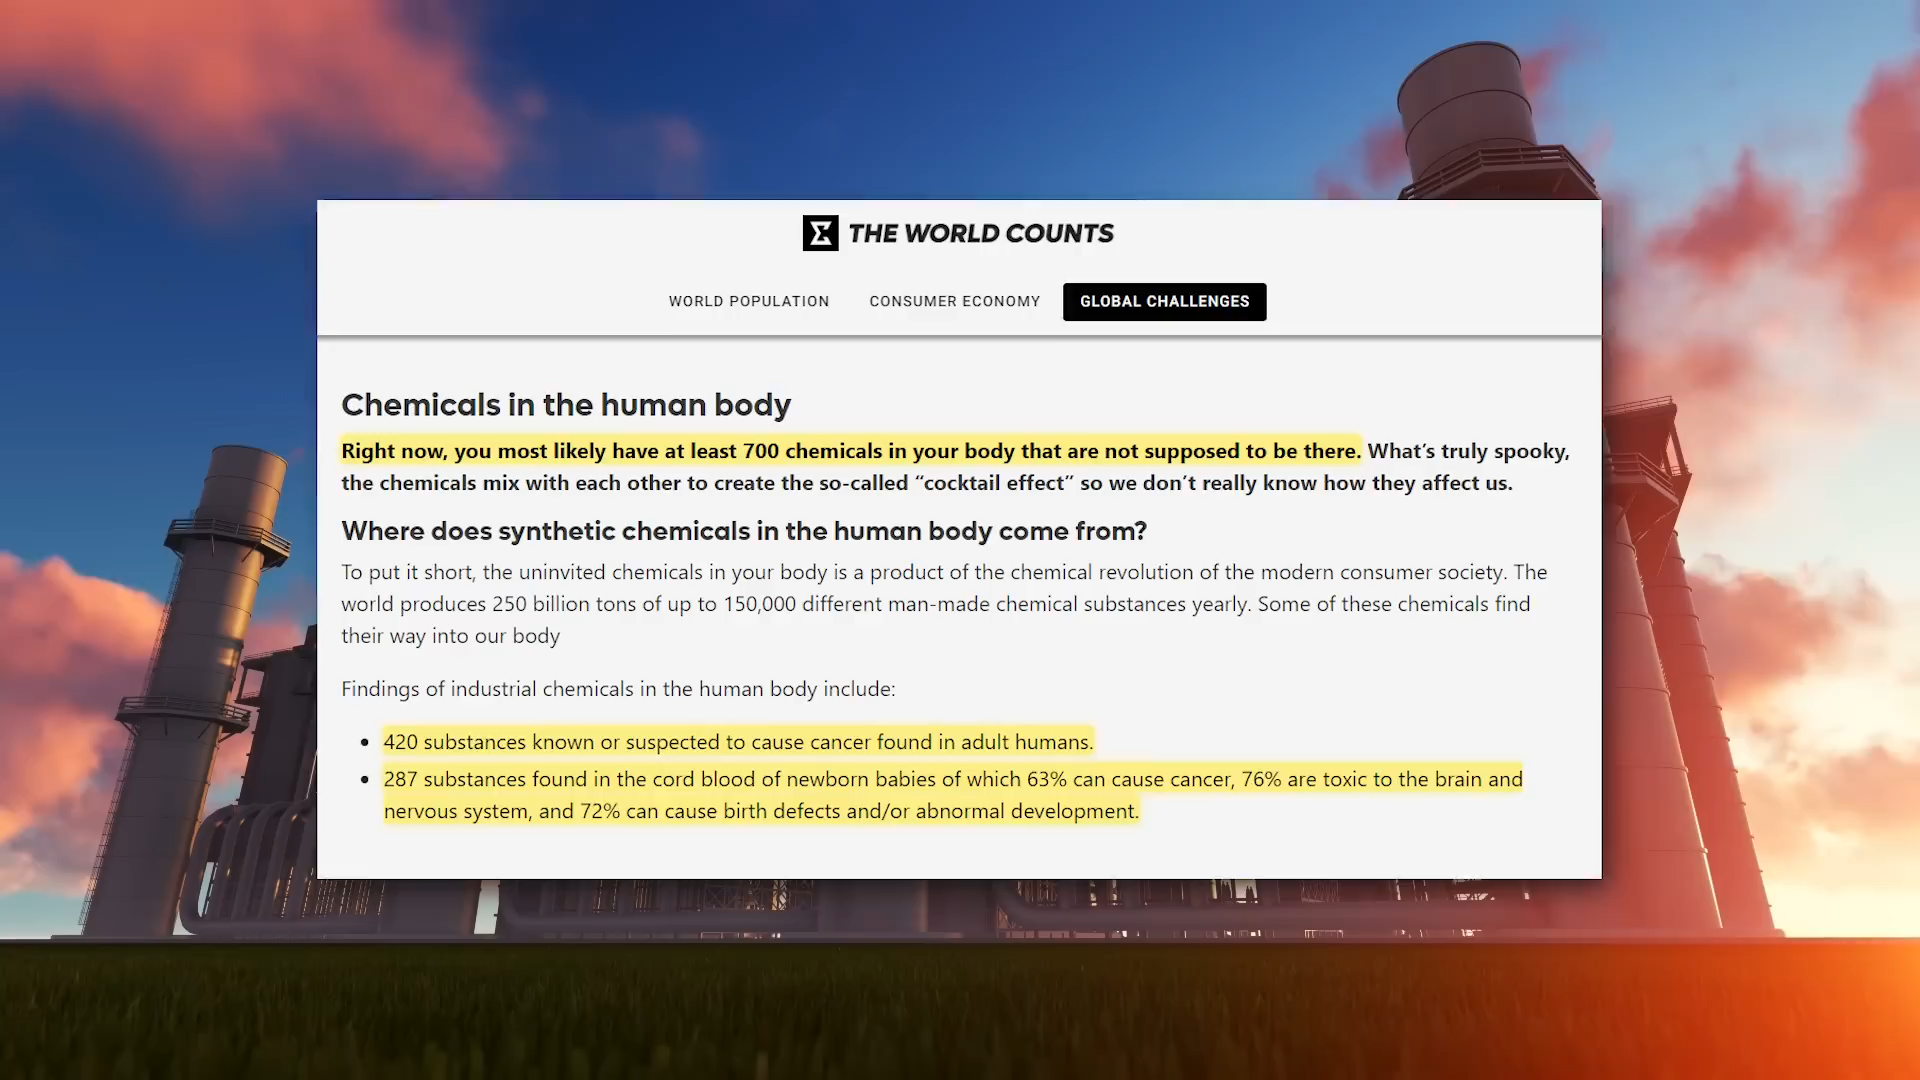 THE WORLD COUNTS
WORLD POPULATION CONSUMER ECONOMY GLOBAL CHALLENGES
Chemicals in the human body
Right now, you most likely have at least 700 chemicals in your body that are not supposed to be there. What's truly spooky,
the chemicals mix with each other to create the so-called “cocktail effect” so we don't really know how they affect us.
Where does synthetic chemicals in the human body come from?
To put it short, the uninvited chemicals in your body is a product of the chemical revolution of the modern consumer society. The
world produces 250 billion tons of up to 150,000 different man-made chemical substances yearly. Some of these chemicals find
their way into our body
Findings of industrial chemicals in the human body include:
• 420 substances known or suspected to cause cancer found in adult humans.
• 287 substances found in the cord blood of newborn babies of which 63% can cause cancer, 76% are toxic to the brain and
nervous system, and 72% can cause birth defects and/or abnormal development.